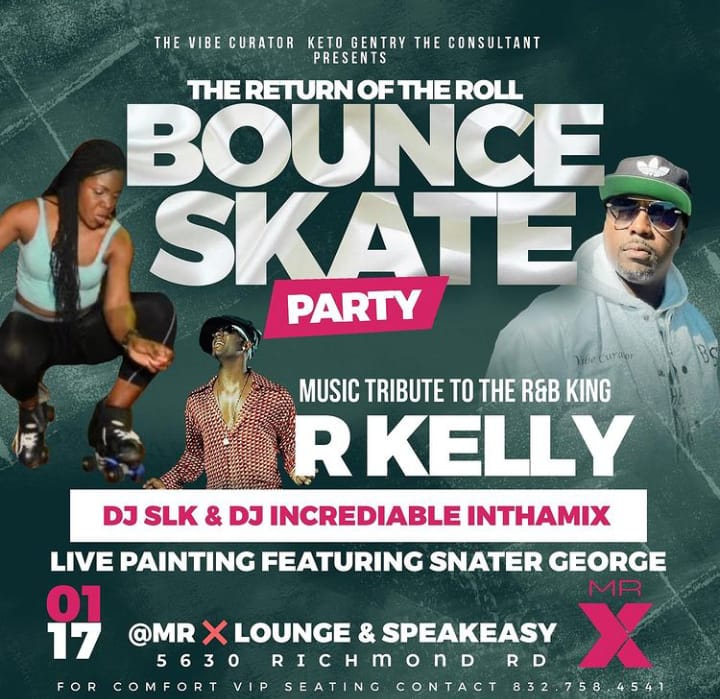 THE VIBE CURATOR KETO GENTRY THE CONSULTANT
PRESENTS
THE RETURN OF THE ROLL
BOUNCE
SKATE
PARTY
Vibe Curator
MUSIC TRIBUTE TO THE R&B KING
R KELLY
DJ SLK & DJ INCREDIABLE INTHAMIX
LIVE PAINTING FEATURING SNATER GEORGE
01
17
@MR ❌ LOUNGE & SPEAKEASY
5630 RICHMOND RD
MR
X
FOR COMFORT VIP SEATING CONTACT 832.758.4541